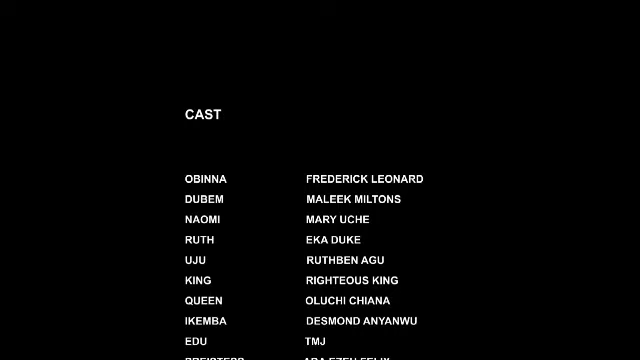 CAST
OBINNA FREDERICK LEONARD
DUBEM MALEEK MILTONS
NAOMI MARY UCHE
RUTH EKA DUKE
UJU RUTHBEN AGU
KING RIGHTEOUS KING
QUEEN OLUCHI CHIANA
IKEMBA DESMOND ANYANWU
EDU TMJ